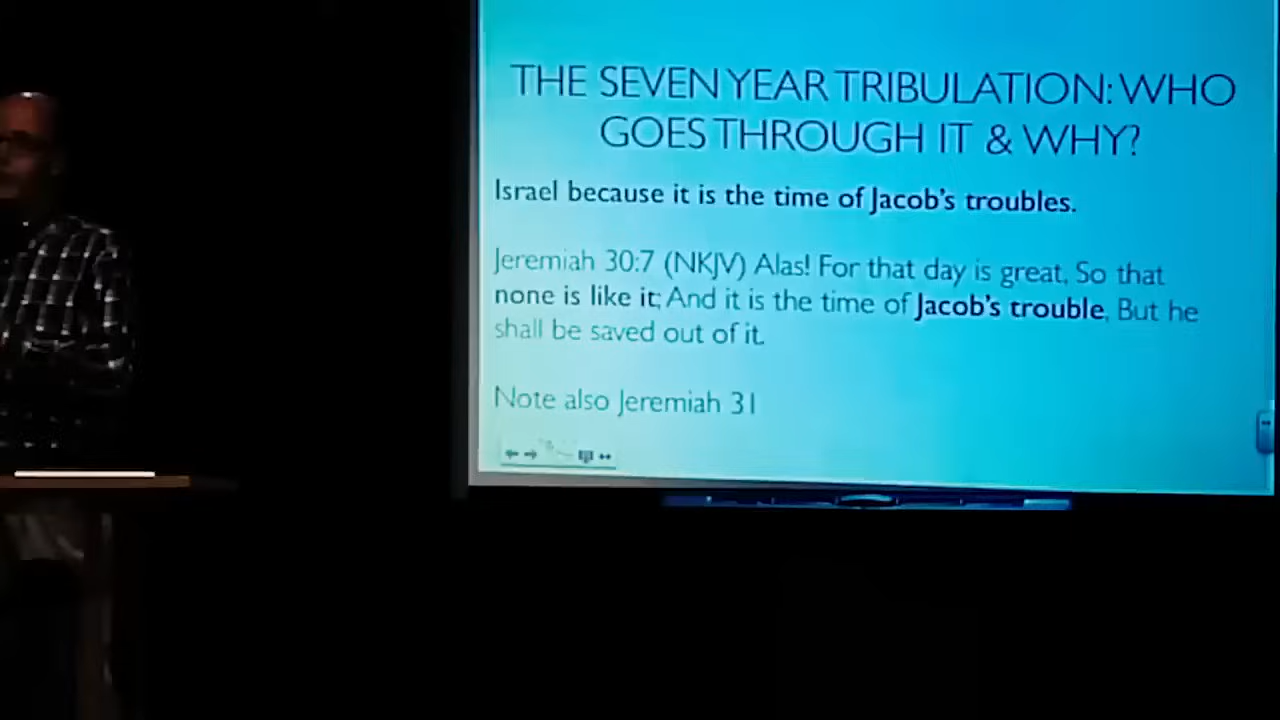 THE SEVEN YEAR TRIBULATION: WHO
GOES THROUGH IT & WHY?
Israel because it is the time of Jacob's troubles.
Jeremiah 30:7 (NKJV) Alas! For that day is great, So that
none is like it; And it is the time of Jacob's trouble, But he
shall be saved out of it.
Note also Jeremiah 31